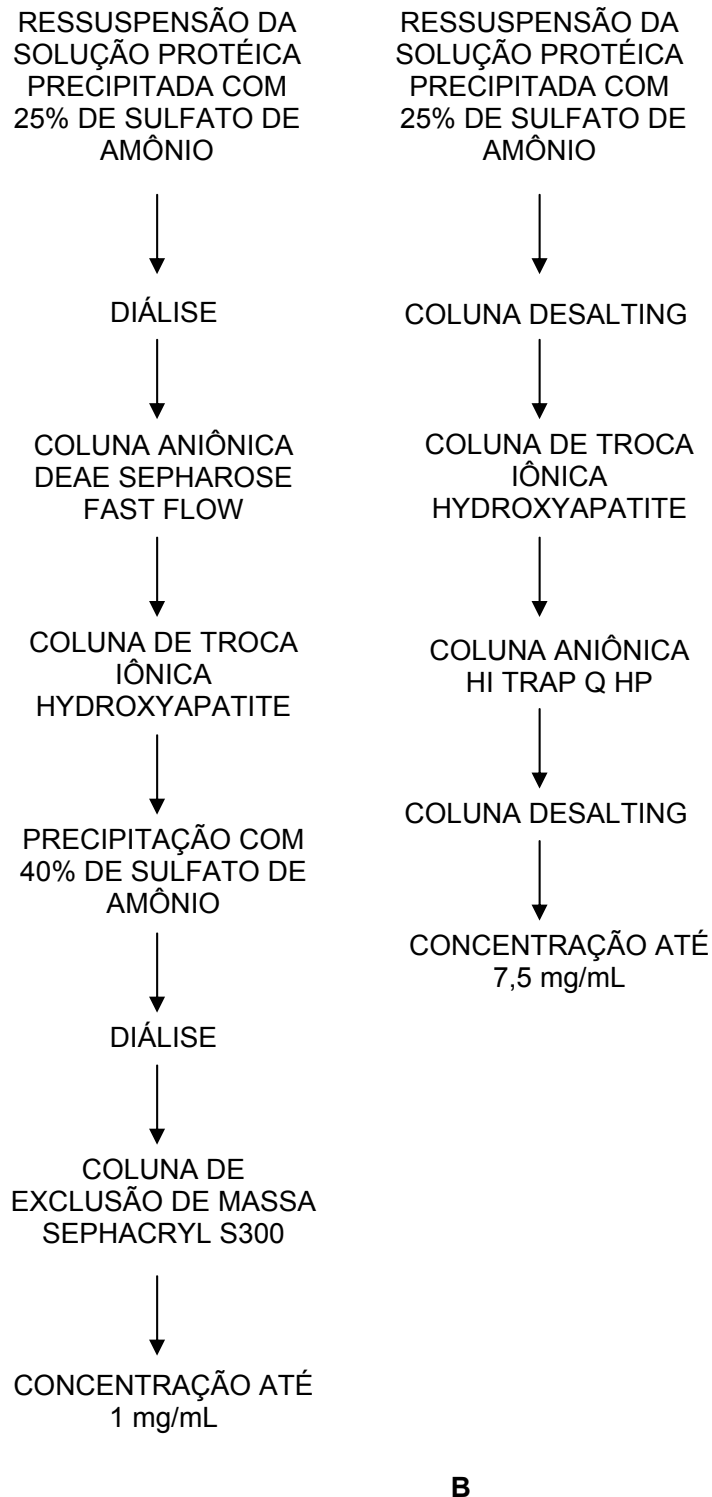 RESSUSPENSÃO DA
SOLUÇÃO PROTÉICA
PRECIPITADA COM
25% DE SULFATO DE
AMÔNIO
DIÁLISE
COLUNA ANIÔNICA
DEAE SEPHAROSE
FAST FLOW
COLUNA DE TROCA
IÔNICA
HYDROXYAPATITE
PRECIPITAÇÃO COM
40% DE SULFATO DE
AMÔNIO
DIÁLISE
COLUNA DE
EXCLUSÃO DE MASSA
SEPHACRYL S300
CONCENTRAÇÃO ATÉ
1 mg/mL
RESSUSPENSÃO DA
SOLUÇÃO PROTÉICA
PRECIPITADA COM
25% DE SULFATO DE
AMÔNIO
COLUNA DESALTING
COLUNA DE TROCA
IÔNICA
HYDROXYAPATITE
COLUNA ANIÔNICA
HI TRAP Q HP
COLUNA DESALTING
CONCENTRAÇÃO ATÉ
7,5 mg/mL
B